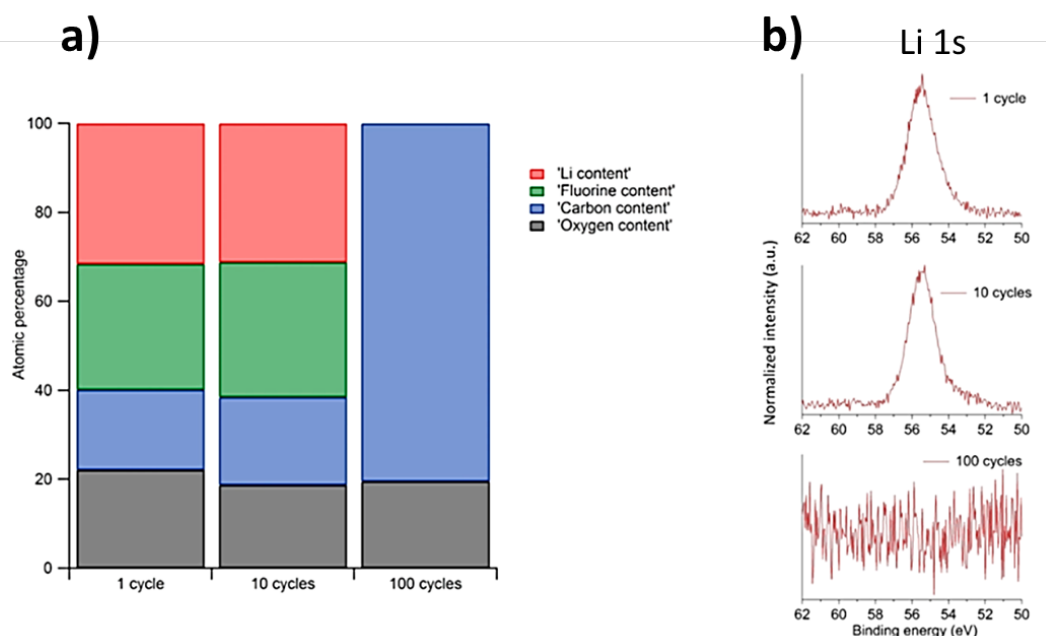 a)
100
80
60
40
20
0
Atomic percentage
1 cycle
10 cycles
100 cycles
'Li content'
'Fluorine content'
'Carbon content'
'Oxygen content'
b)
Li 1s
Normalized intensity (a.u.)
1 cycle
62 60 58 56 54 52 50
10 cycles
62 60 58 56 54 52 50
100 cycles
62 60 58 56 54 52 50
Binding energy (eV)